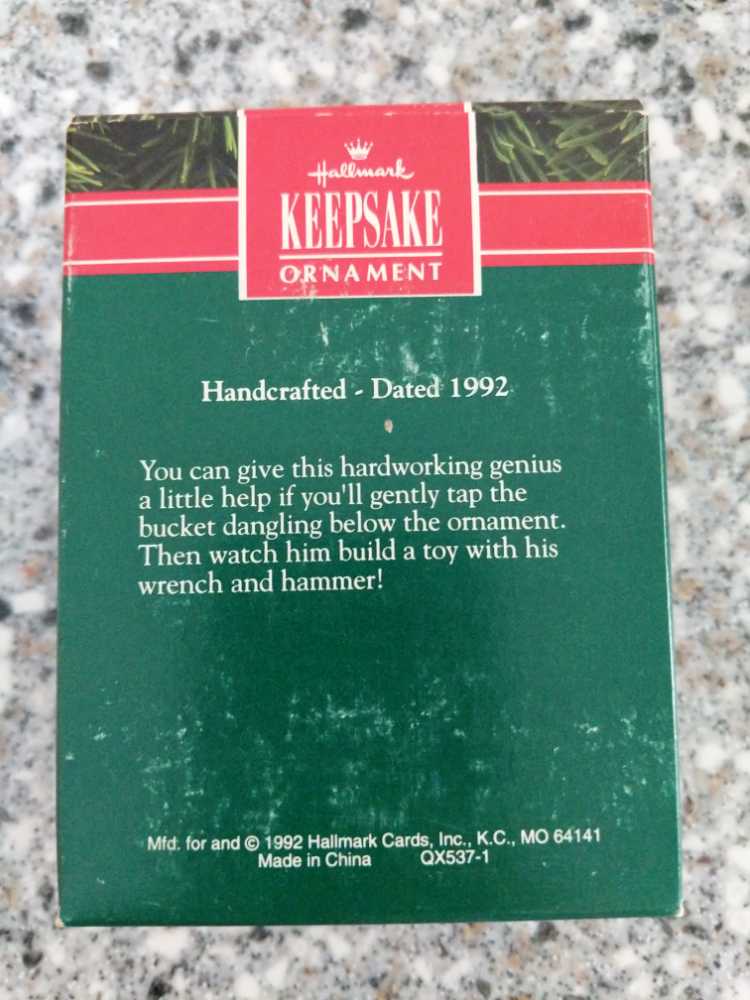 Hallmark
KEEPSAKE
ORNAMENT
Handcrafted - Dated 1992
You can give this hardworking genius
a little help if you'll gently tap the
bucket dangling below the ornament.
Then watch him build a toy with his
wrench and hammer!
Mfd. for and © 1992 Hallmark Cards, Inc., K.C., MO 64141
Made in China QX537-1